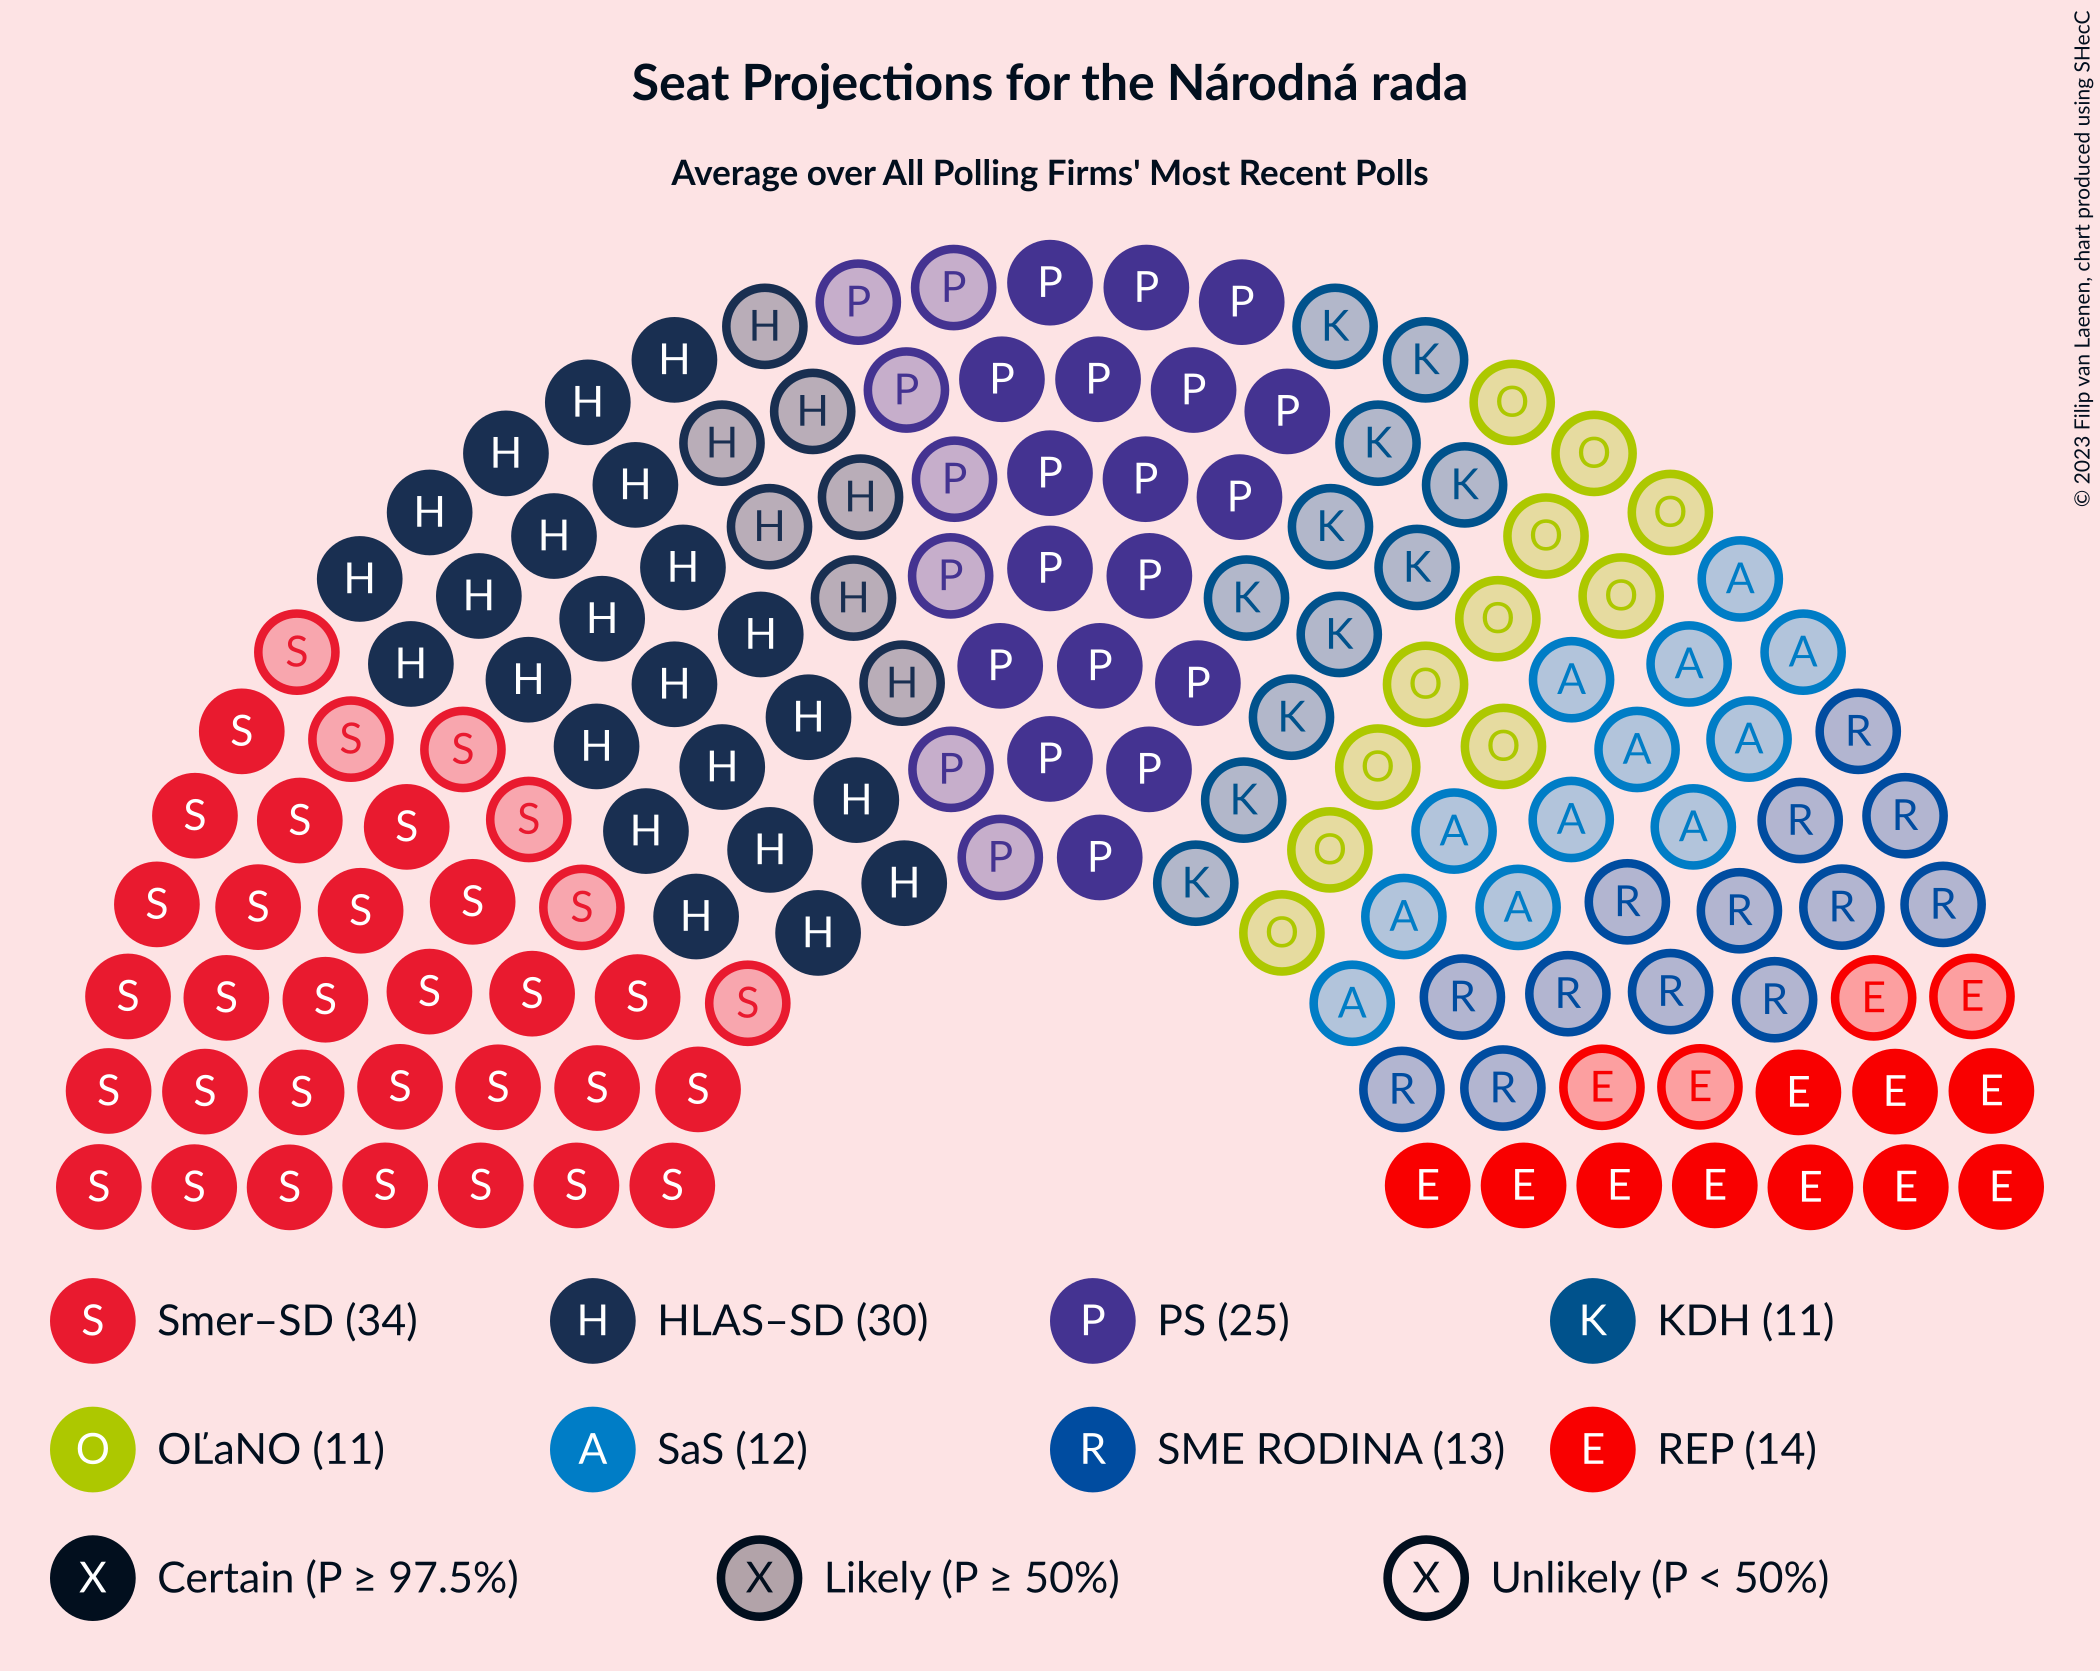 Seat Projections for the Národná rada
Average over All Polling Firms' Most Recent Polls
© 2023 Filip van Laenen, chart produced using SHecC
P P P P P
H H K K
H P P P P P O
H H H K K O
H H H P P P P K K O
H H H H P P P K K O O A
S H H H H H P P P K K O O A A A
S S S H H H H P P P K O O A A A R
S S S S H H H P P K O A A A R R
S S S S S H H O A A R R R R
S S S S S S S A R R R R E E
S S S S S S S R R E E E E E
S S S S S S S E E E E E E E
S Smer–SD (34) H HLAS–SD (30) P PS (25) K KDH (11)
O OĽaNO (11) A SaS (12) R SME RODINA (13) E REP (14)
X Certain (P ≥ 97.5%) X Likely (P ≥ 50%) X Unlikely (P < 50%)